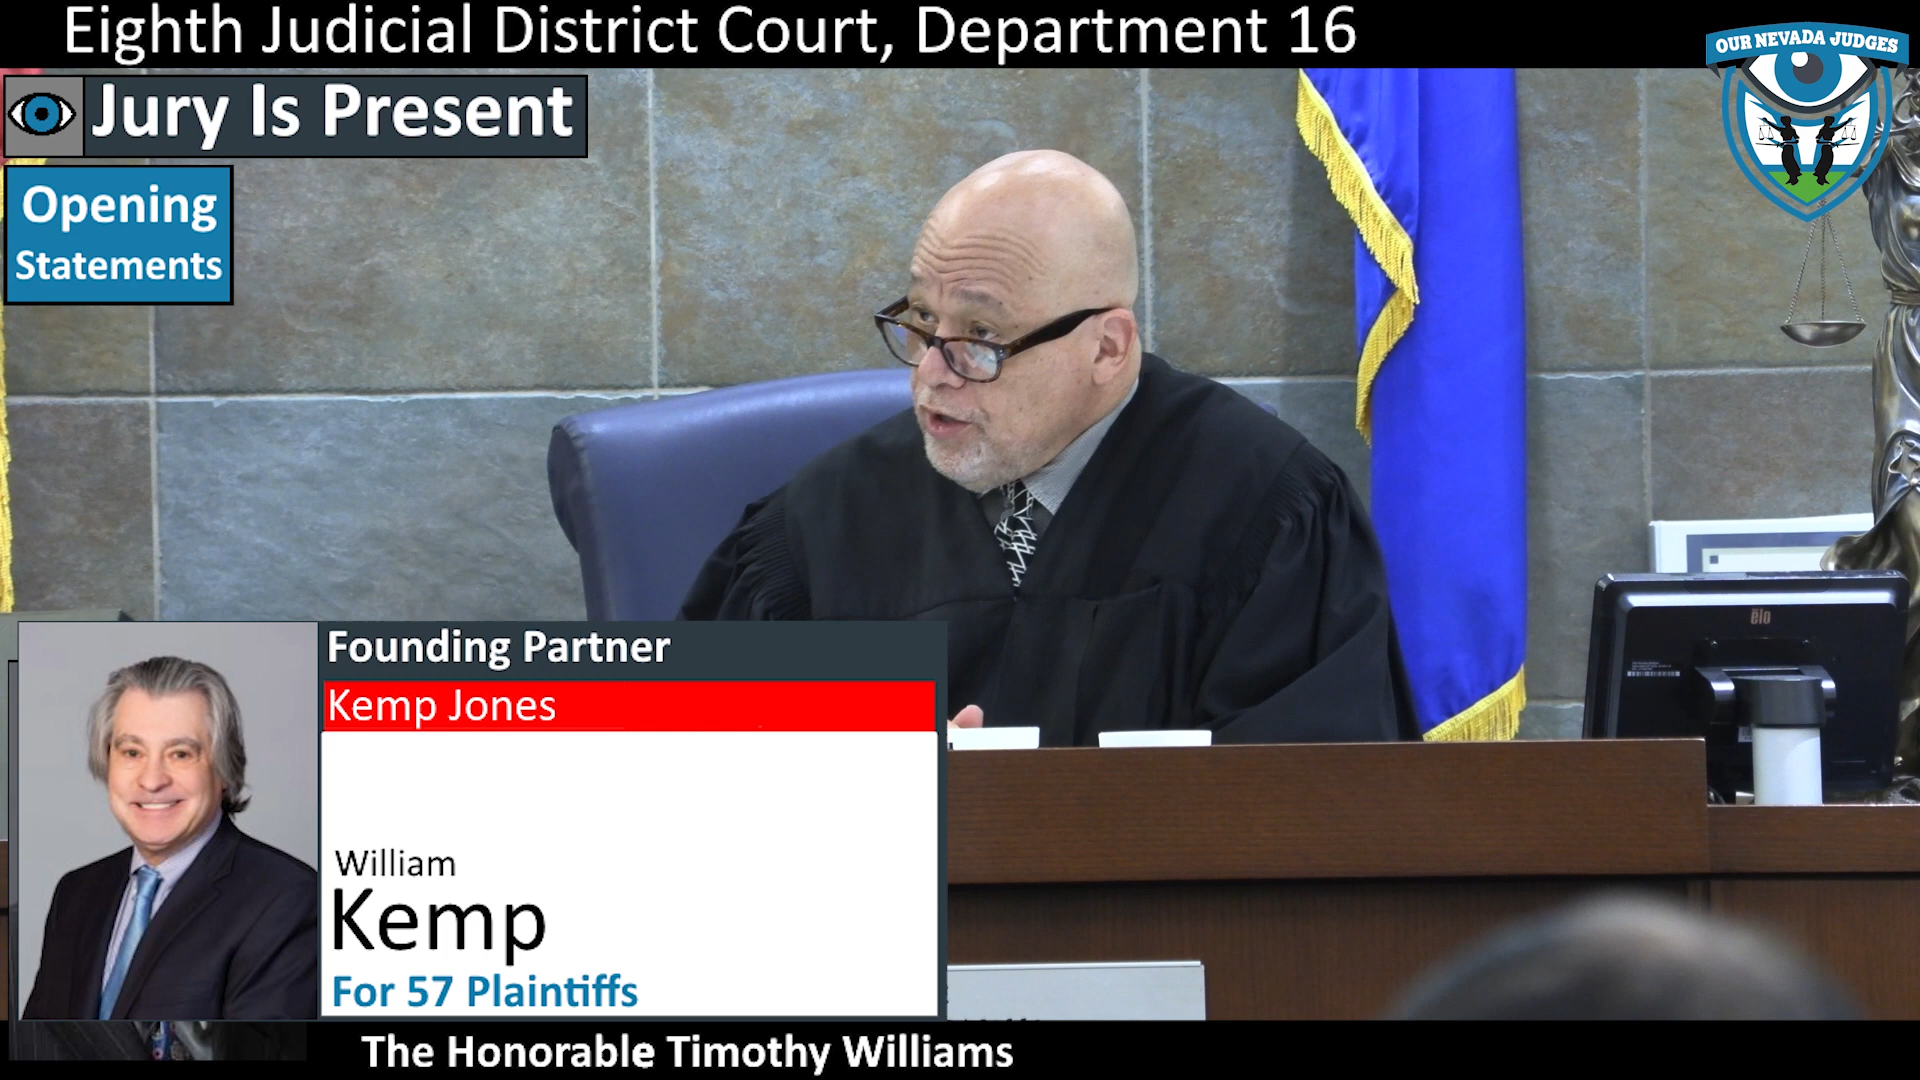 Eighth Judicial District Court, Department 16
OUR NEVADA JUDGES
Jury Is Present
Opening
Statements
elo
Founding Partner
Kemp Jones
William
Kemp
For 57 Plaintiffs
The Honorable Timothy Williams